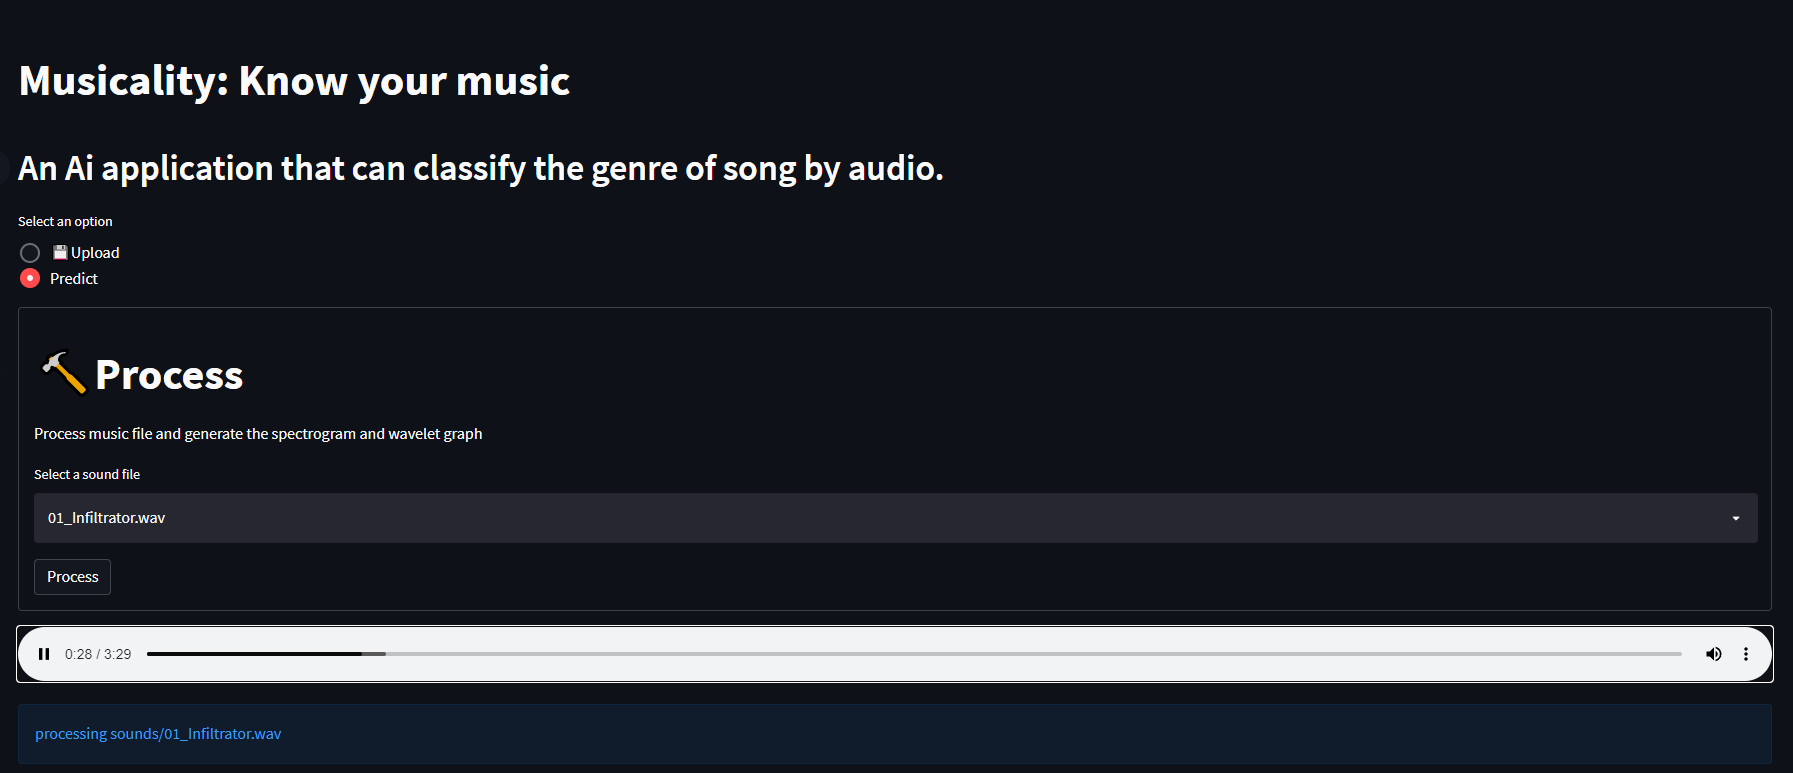 Musicality: Know your music
An Ai application that can classify the genre of song by audio.
Select an option
Upload
Predict
Process
Process music file and generate the spectrogram and wavelet graph
Select a sound file
01_Infiltrator.wav
Process
0:28 / 3:29
processing sounds/01_Infiltrator.wav